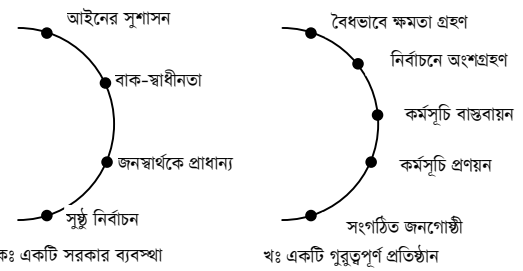 আইনের সুশাসন
বাক-স্বাধীনতা
জনস্বার্থকে প্রাধান্য
সুষ্ঠু নির্বাচন
কঃ একটি সরকার ব্যবস্থা
বৈধভাবে ক্ষমতা গ্রহণ
নির্বাচনে অংশগ্রহণ
কর্মসূচি বাস্তবায়ন
কর্মসূচি প্রণয়ন
সংগঠিত জনগোষ্ঠী
খঃ একটি গুরুত্বপূর্ণ প্রতিষ্ঠান